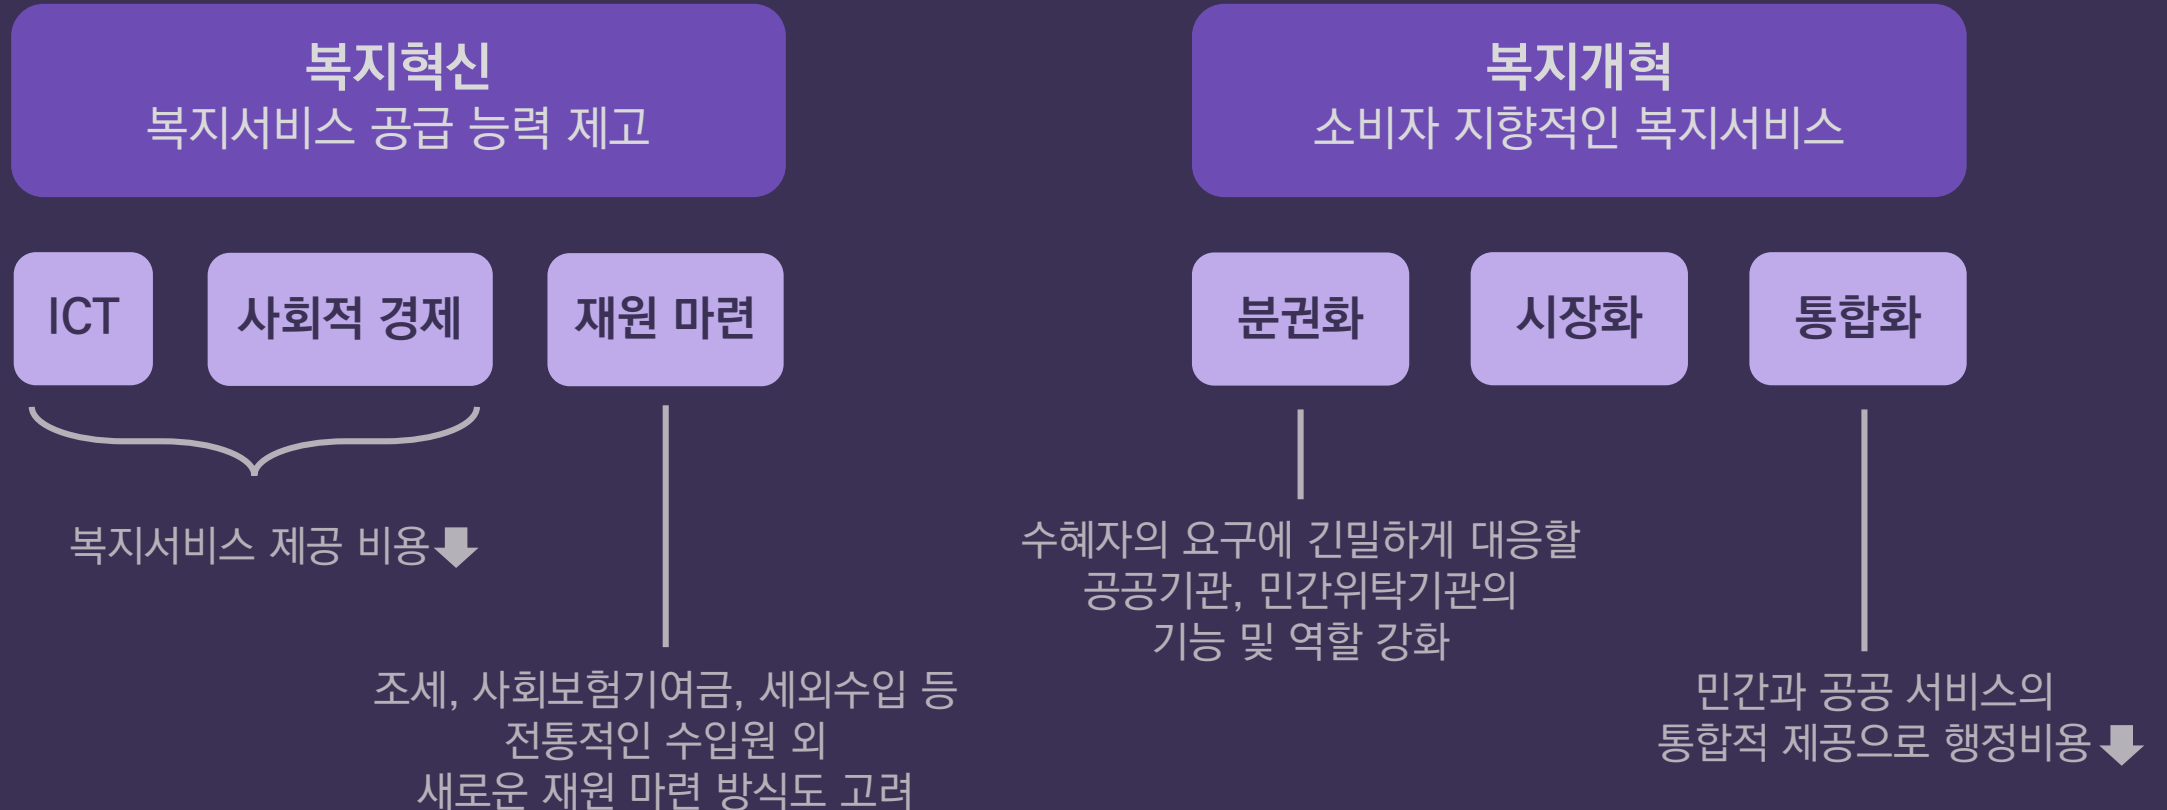 복지혁신
복지서비스 공급 능력 제고
ICT
사회적 경제
재원 마련
복지서비스 제공 비용
조세, 사회보험기여금, 세외수입 등
전통적인 수입원 외
새로운 재원 마련 방식도 고려
복지개혁
소비자 지향적인 복지서비스
분권화
시장화
통합화
수혜자의 요구에 긴밀하게 대응할
공공기관, 민간위탁기관의
기능 및 역할 강화
민간과 공공 서비스의
통합적 제공으로 행정비용